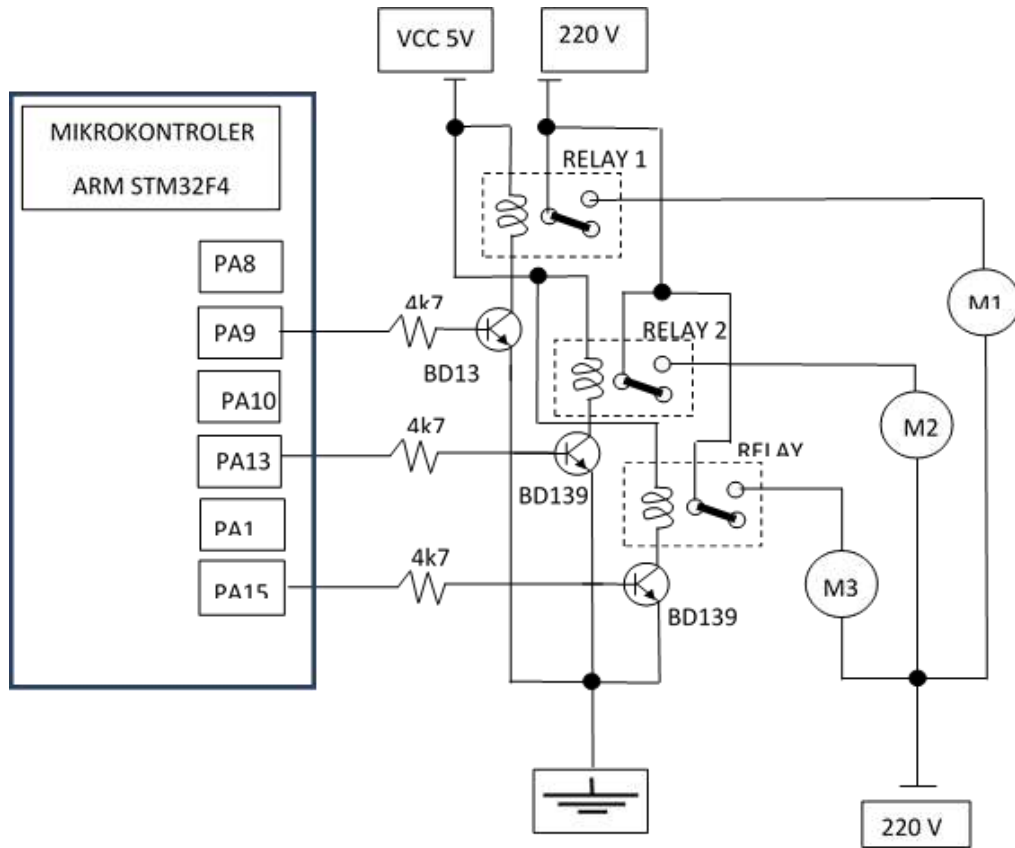 VCC 5V
220 V
MIKROKONTROLER
ARM STM32F4
RELAY 1
PA8
4k7
M1
PA9
RELAY 2
BD13
PA10
4k7
M2
PA13
RELAY
BD139
PA1
4k7
M3
PA15
BD139
220 V